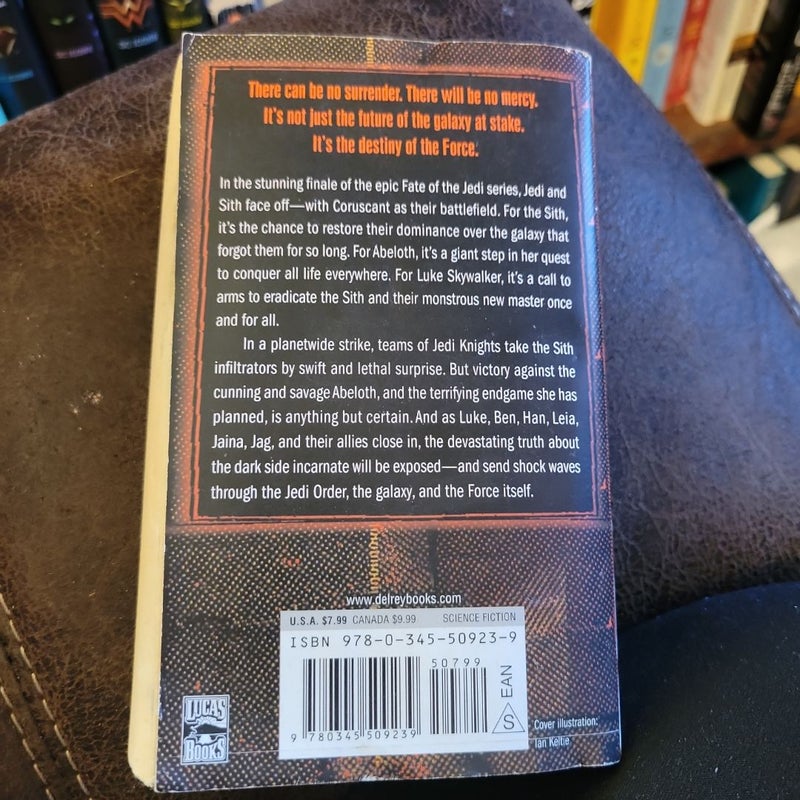 There can be no surrender. There will be no mercy.
It's not just the future of the galaxy at stake.
It's the destiny of the Force.
In the stunning finale of the epic Fate of the Jedi series, Jedi and
Sith face off—with Coruscant as their battlefield. For the Sith,
it's the chance to restore their dominance over the galaxy that
forgot them for so long. For Abeloth, it's a giant step in her quest
to conquer all life everywhere. For Luke Skywalker, it's a call to
arms to eradicate the Sith and their monstrous new master once
and for all.
In a planetwide strike, teams of Jedi Knights take the Sith
infiltrators by swift and lethal surprise. But victory against the
cunning and savage Abeloth, and the terrifying endgame she has
planned, is anything but certain. And as Luke, Ben, Han, Leia,
Jaina, Jag, and their allies close in, the devastating truth about
the dark side incarnate will be exposed—and send shock waves
through the Jedi Order, the galaxy, and the Force itself.
www.delreybooks.com
U.S.A. $7.99 CANADA $9.99 SCIENCE FICTION
ISBN 978-0-345-50923-9
50799
EAN
S
9 780345 509239
LUCAS
BOOKS
Cover illustration:
Ian Keltie